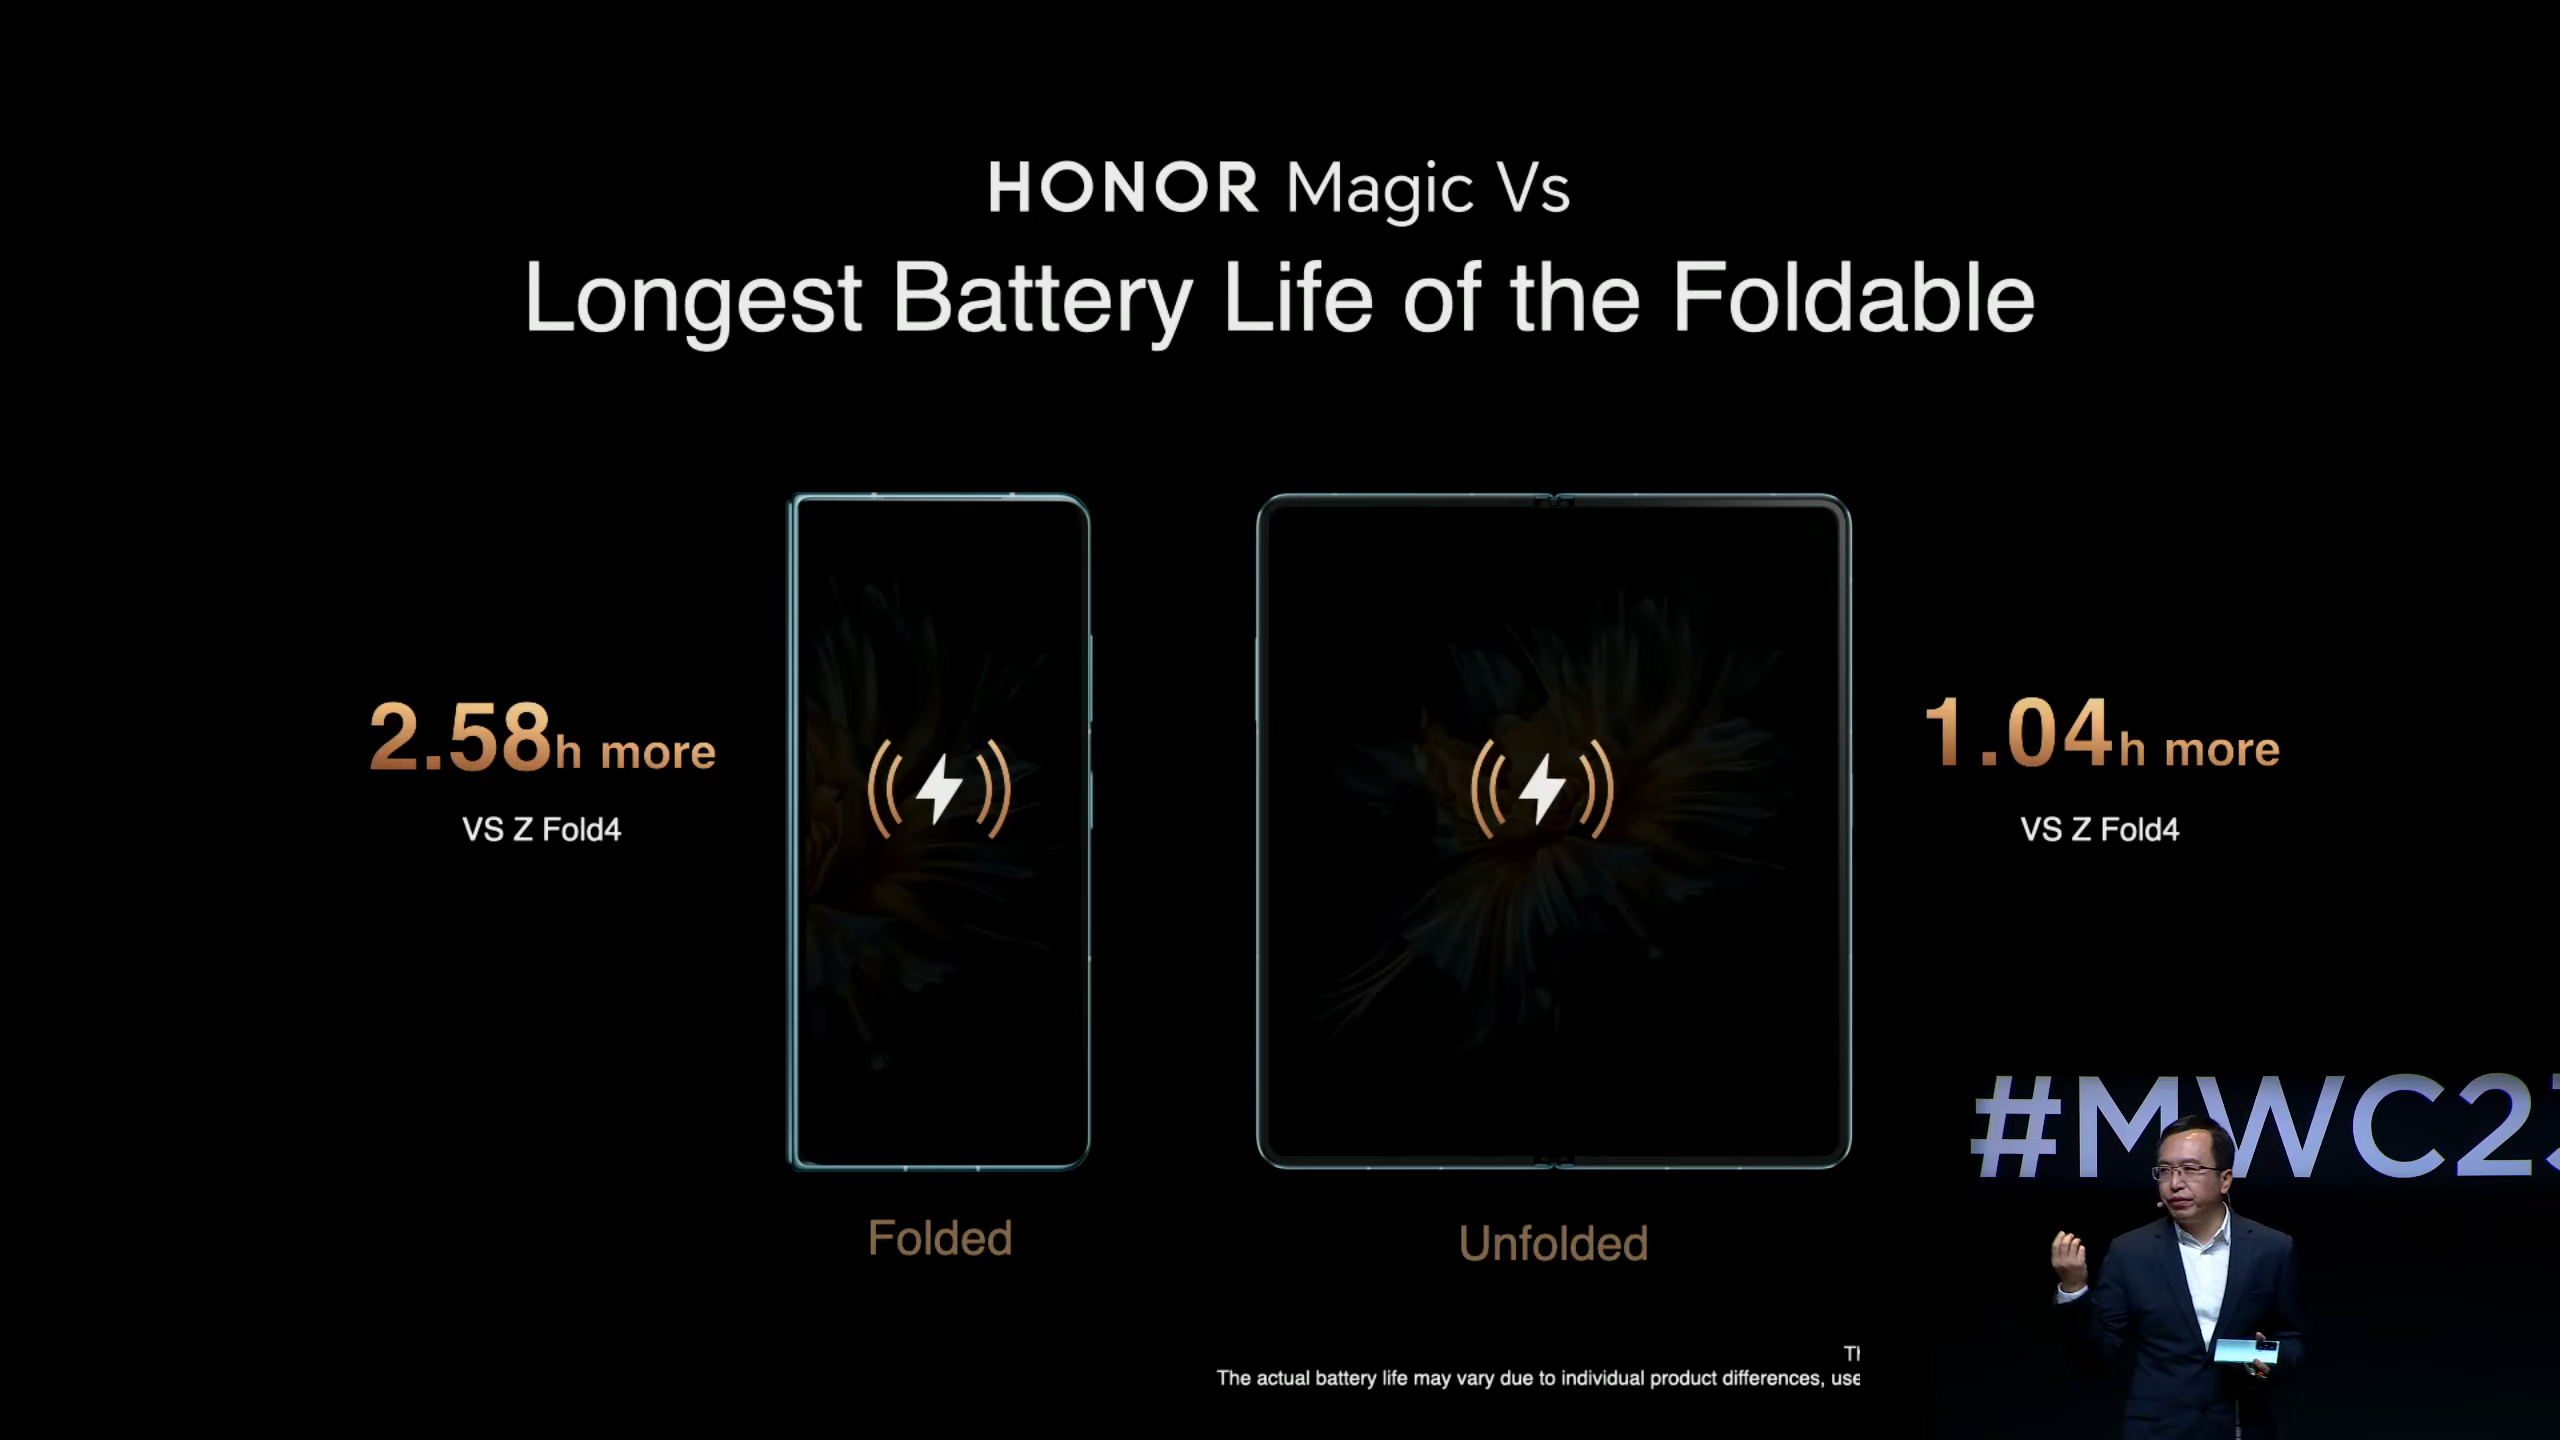 HONOR Magic Vs
Longest Battery Life of the Foldable
2.58h more
VS Z Fold4
1.04h more
VS Z Fold4
#MWC23
Folded
Unfolded
The actual battery life may vary due to individual product differences,